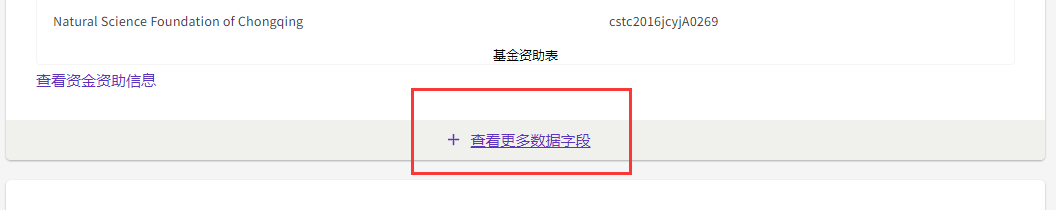 Natural Science Foundation of Chongqing cstc2016jcyjA0269
基金资助表
查看资金资助信息
+ 查看更多数据字段